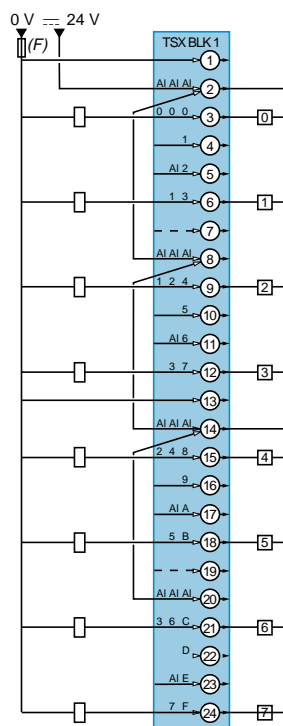 0 V ⎓ 24 V
(F)
TSX BLK 1
1
AI AI AI 2
0 0 0 3 0
1 4
AI 2 5
1 3 6 1
7
AI AI AI 8
1 2 4 9 2
5 10
AI 6 11
3 7 12 3
13
AI AI AI 14
2 4 8 15 4
9 16
AI A 17
5 B 18 5
19
AI AI AI 20
3 6 C 21 6
D 22
AI E 23
7 F 24 7